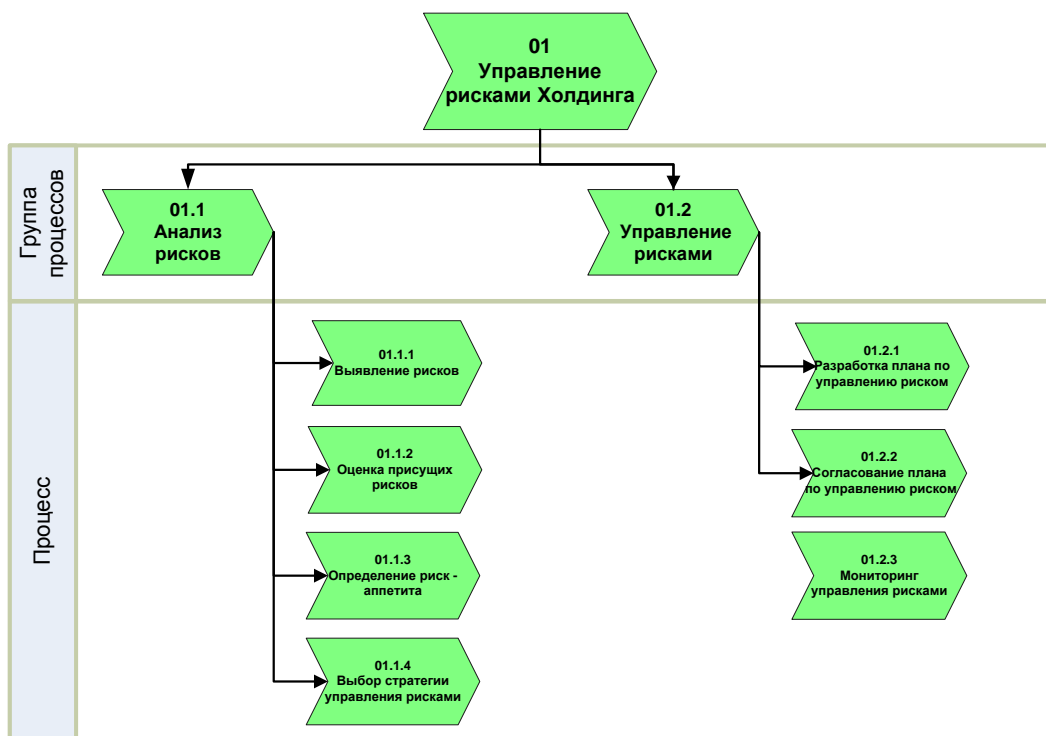 01
Управление
рисками Холдинга
Группа
процессов
01.1
Анализ
рисков
01.2
Управление
рисками
Процесс
01.1.1
Выявление рисков
01.1.2
Оценка присущих
рисков
01.1.3
Определение риск -
аппетита
01.1.4
Выбор стратегии
управления рисками
01.2.1
Разработка плана по
управлению риском
01.2.2
Согласование плана
по управлению риском
01.2.3
Мониторинг
управления рисками